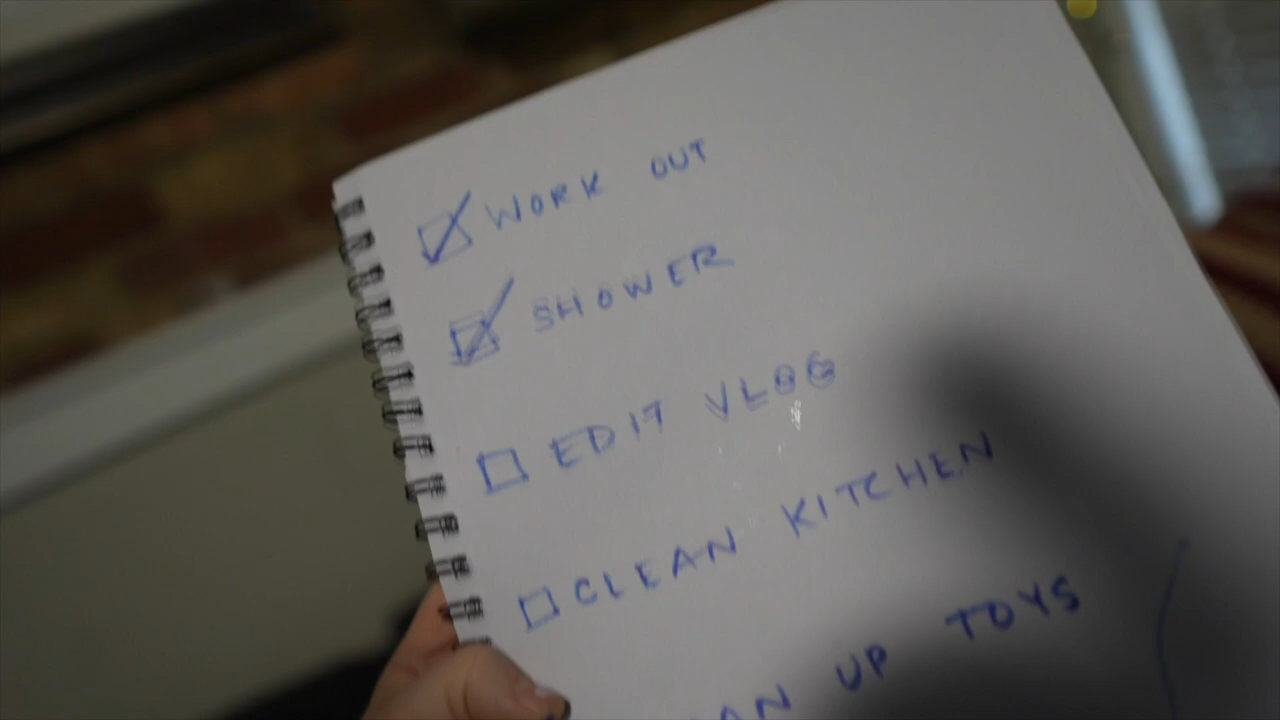 WORK OUT
SHOWER
EDIT VLOG
CLEAN KITCHEN
UP TOYS